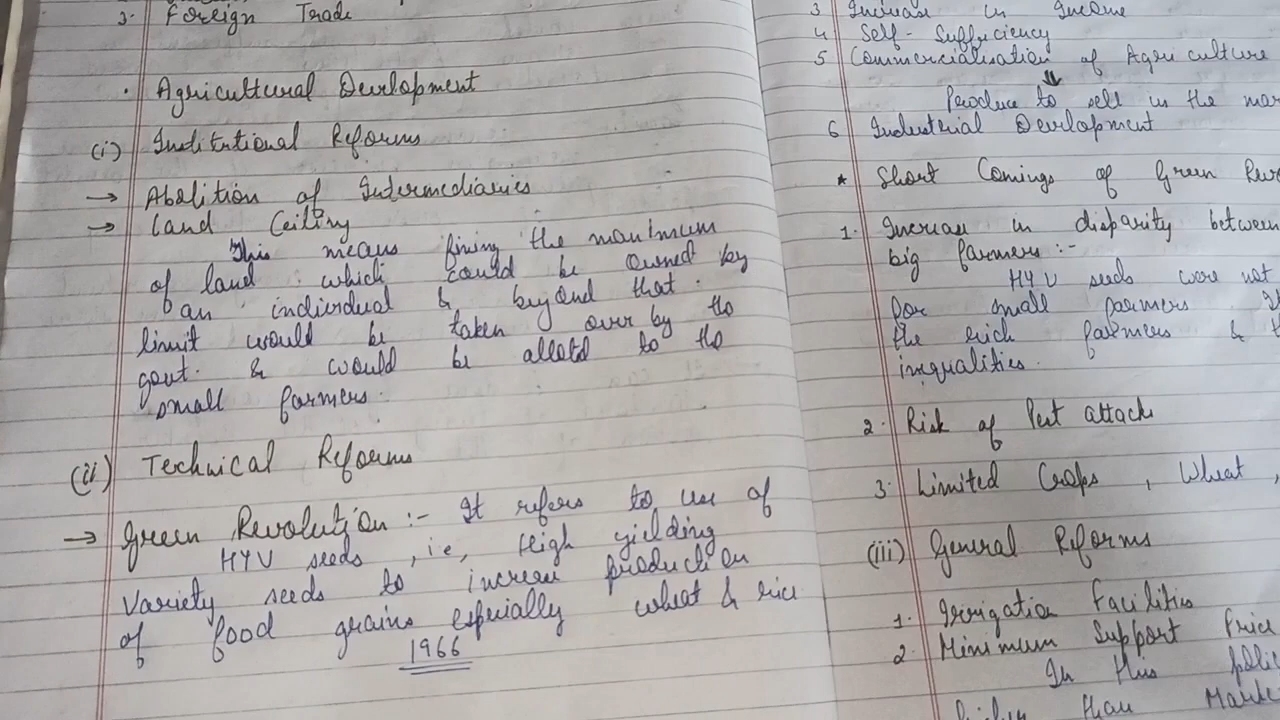 3. Foreign Trade
. Agricultural Development
(i) Institutional Reforms
→ Abolition of Intermediaries
→ Land Ceiling
This means fixing the maximum
of land which could be owned by
an individual & beyond that
limit would be taken over by the
govt. & would be alloted to the
small farmers.
(ii) Technical Reforms
→ Green Revolution :- It refers to use of
HYV seeds , i.e, High yielding
Variety seeds to increase production
of food grains especially wheat & rice
1966
3 Increase in Income
4 Self-Sufficiency
5 Commercialisation of Agriculture
⇓
Produce to sell in the mar
6 Industrial Development
* Short Comings of Green Revo
1. Increase in disparity between
big farmers :-
HYV seeds were not
for small farmers
the rich farmers &
inequalities.
2. Risk of Pest attack
3. Limited Crops , Wheat ,
(iii) General Reforms
1. Irrigation Facilities
2. Minimum Support Price
In this polic
higher than Marke